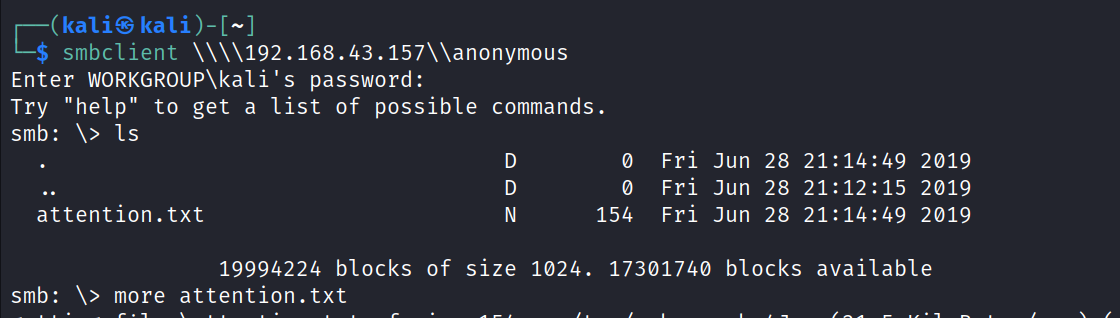 ┌──(kali㉿kali)-[~]
└─$ smbclient \\\\192.168.43.157\\anonymous
Enter WORKGROUP\kali's password:
Try "help" to get a list of possible commands.
smb: \> ls
. D 0 Fri Jun 28 21:14:49 2019
.. D 0 Fri Jun 28 21:12:15 2019
attention.txt N 154 Fri Jun 28 21:14:49 2019
19994224 blocks of size 1024. 17301740 blocks available
smb: \> more attention.txt